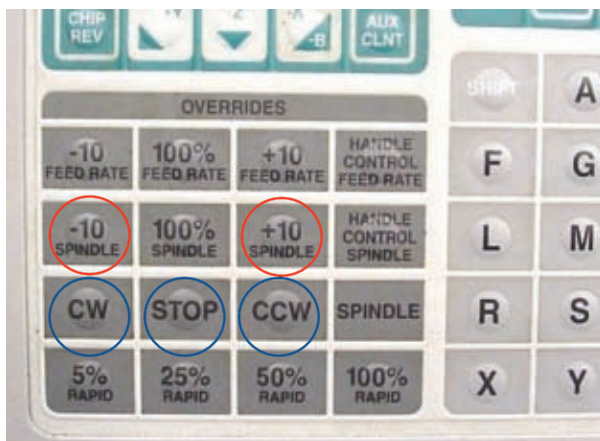 CHIP
REV
-B
AUX
CLNT
SHIFT
A
OVERRIDES
-10
FEED RATE
100%
FEED RATE
+10
FEED RATE
HANDLE
CONTROL
FEED RATE
F
G
-10
SPINDLE
100%
SPINDLE
+10
SPINDLE
HANDLE
CONTROL
SPINDLE
L
M
CW
STOP
CCW
SPINDLE
R
S
5%
RAPID
25%
RAPID
50%
RAPID
100%
RAPID
X
Y